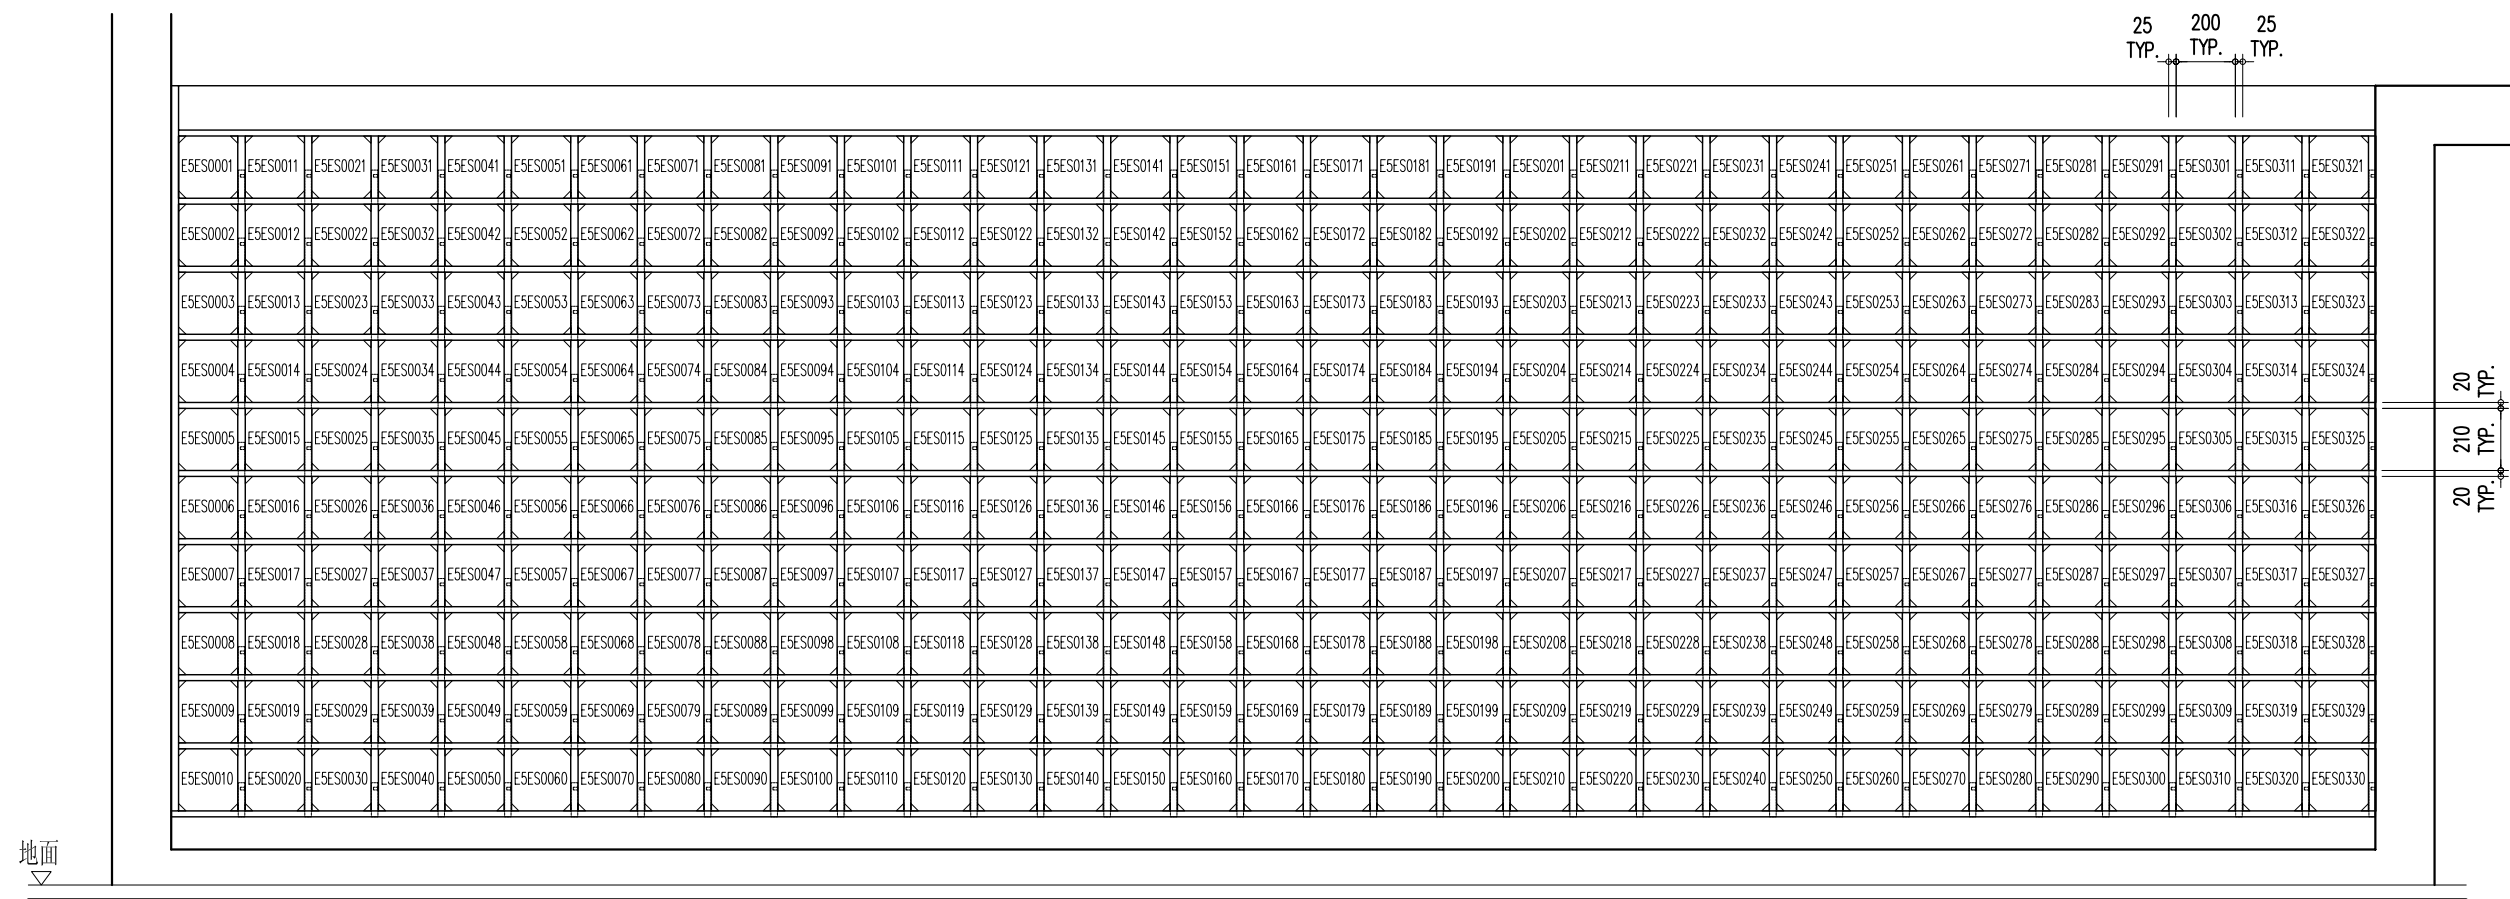 25 200 25
TYP. TYP. TYP.
E5ES0001 E5ES0011 E5ES0021 E5ES0031 E5ES0041 E5ES0051 E5ES0061 E5ES0071 E5ES0081 E5ES0091 E5ES0101 E5ES0111 E5ES0121 E5ES0131 E5ES0141 E5ES0151 E5ES0161 E5ES0171 E5ES0181 E5ES0191 E5ES0201 E5ES0211 E5ES0221 E5ES0231 E5ES0241 E5ES0251 E5ES0261 E5ES0271 E5ES0281 E5ES0291 E5ES0301 E5ES0311 E5ES0321
E5ES0002 E5ES0012 E5ES0022 E5ES0032 E5ES0042 E5ES0052 E5ES0062 E5ES0072 E5ES0082 E5ES0092 E5ES0102 E5ES0112 E5ES0122 E5ES0132 E5ES0142 E5ES0152 E5ES0162 E5ES0172 E5ES0182 E5ES0192 E5ES0202 E5ES0212 E5ES0222 E5ES0232 E5ES0242 E5ES0252 E5ES0262 E5ES0272 E5ES0282 E5ES0292 E5ES0302 E5ES0312 E5ES0322
E5ES0003 E5ES0013 E5ES0023 E5ES0033 E5ES0043 E5ES0053 E5ES0063 E5ES0073 E5ES0083 E5ES0093 E5ES0103 E5ES0113 E5ES0123 E5ES0133 E5ES0143 E5ES0153 E5ES0163 E5ES0173 E5ES0183 E5ES0193 E5ES0203 E5ES0213 E5ES0223 E5ES0233 E5ES0243 E5ES0253 E5ES0263 E5ES0273 E5ES0283 E5ES0293 E5ES0303 E5ES0313 E5ES0323
E5ES0004 E5ES0014 E5ES0024 E5ES0034 E5ES0044 E5ES0054 E5ES0064 E5ES0074 E5ES0084 E5ES0094 E5ES0104 E5ES0114 E5ES0124 E5ES0134 E5ES0144 E5ES0154 E5ES0164 E5ES0174 E5ES0184 E5ES0194 E5ES0204 E5ES0214 E5ES0224 E5ES0234 E5ES0244 E5ES0254 E5ES0264 E5ES0274 E5ES0284 E5ES0294 E5ES0304 E5ES0314 E5ES0324
20 TYP.
E5ES0005 E5ES0015 E5ES0025 E5ES0035 E5ES0045 E5ES0055 E5ES0065 E5ES0075 E5ES0085 E5ES0095 E5ES0105 E5ES0115 E5ES0125 E5ES0135 E5ES0145 E5ES0155 E5ES0165 E5ES0175 E5ES0185 E5ES0195 E5ES0205 E5ES0215 E5ES0225 E5ES0235 E5ES0245 E5ES0255 E5ES0265 E5ES0275 E5ES0285 E5ES0295 E5ES0305 E5ES0315 E5ES0325
210 TYP.
E5ES0006 E5ES0016 E5ES0026 E5ES0036 E5ES0046 E5ES0056 E5ES0066 E5ES0076 E5ES0086 E5ES0096 E5ES0106 E5ES0116 E5ES0126 E5ES0136 E5ES0146 E5ES0156 E5ES0166 E5ES0176 E5ES0186 E5ES0196 E5ES0206 E5ES0216 E5ES0226 E5ES0236 E5ES0246 E5ES0256 E5ES0266 E5ES0276 E5ES0286 E5ES0296 E5ES0306 E5ES0316 E5ES0326
20 TYP.
E5ES0007 E5ES0017 E5ES0027 E5ES0037 E5ES0047 E5ES0057 E5ES0067 E5ES0077 E5ES0087 E5ES0097 E5ES0107 E5ES0117 E5ES0127 E5ES0137 E5ES0147 E5ES0157 E5ES0167 E5ES0177 E5ES0187 E5ES0197 E5ES0207 E5ES0217 E5ES0227 E5ES0237 E5ES0247 E5ES0257 E5ES0267 E5ES0277 E5ES0287 E5ES0297 E5ES0307 E5ES0317 E5ES0327
E5ES0008 E5ES0018 E5ES0028 E5ES0038 E5ES0048 E5ES0058 E5ES0068 E5ES0078 E5ES0088 E5ES0098 E5ES0108 E5ES0118 E5ES0128 E5ES0138 E5ES0148 E5ES0158 E5ES0168 E5ES0178 E5ES0188 E5ES0198 E5ES0208 E5ES0218 E5ES0228 E5ES0238 E5ES0248 E5ES0258 E5ES0268 E5ES0278 E5ES0288 E5ES0298 E5ES0308 E5ES0318 E5ES0328
E5ES0009 E5ES0019 E5ES0029 E5ES0039 E5ES0049 E5ES0059 E5ES0069 E5ES0079 E5ES0089 E5ES0099 E5ES0109 E5ES0119 E5ES0129 E5ES0139 E5ES0149 E5ES0159 E5ES0169 E5ES0179 E5ES0189 E5ES0199 E5ES0209 E5ES0219 E5ES0229 E5ES0239 E5ES0249 E5ES0259 E5ES0269 E5ES0279 E5ES0289 E5ES0299 E5ES0309 E5ES0319 E5ES0329
E5ES0010 E5ES0020 E5ES0030 E5ES0040 E5ES0050 E5ES0060 E5ES0070 E5ES0080 E5ES0090 E5ES0100 E5ES0110 E5ES0120 E5ES0130 E5ES0140 E5ES0150 E5ES0160 E5ES0170 E5ES0180 E5ES0190 E5ES0200 E5ES0210 E5ES0220 E5ES0230 E5ES0240 E5ES0250 E5ES0260 E5ES0270 E5ES0280 E5ES0290 E5ES0300 E5ES0310 E5ES0320 E5ES0330
地面